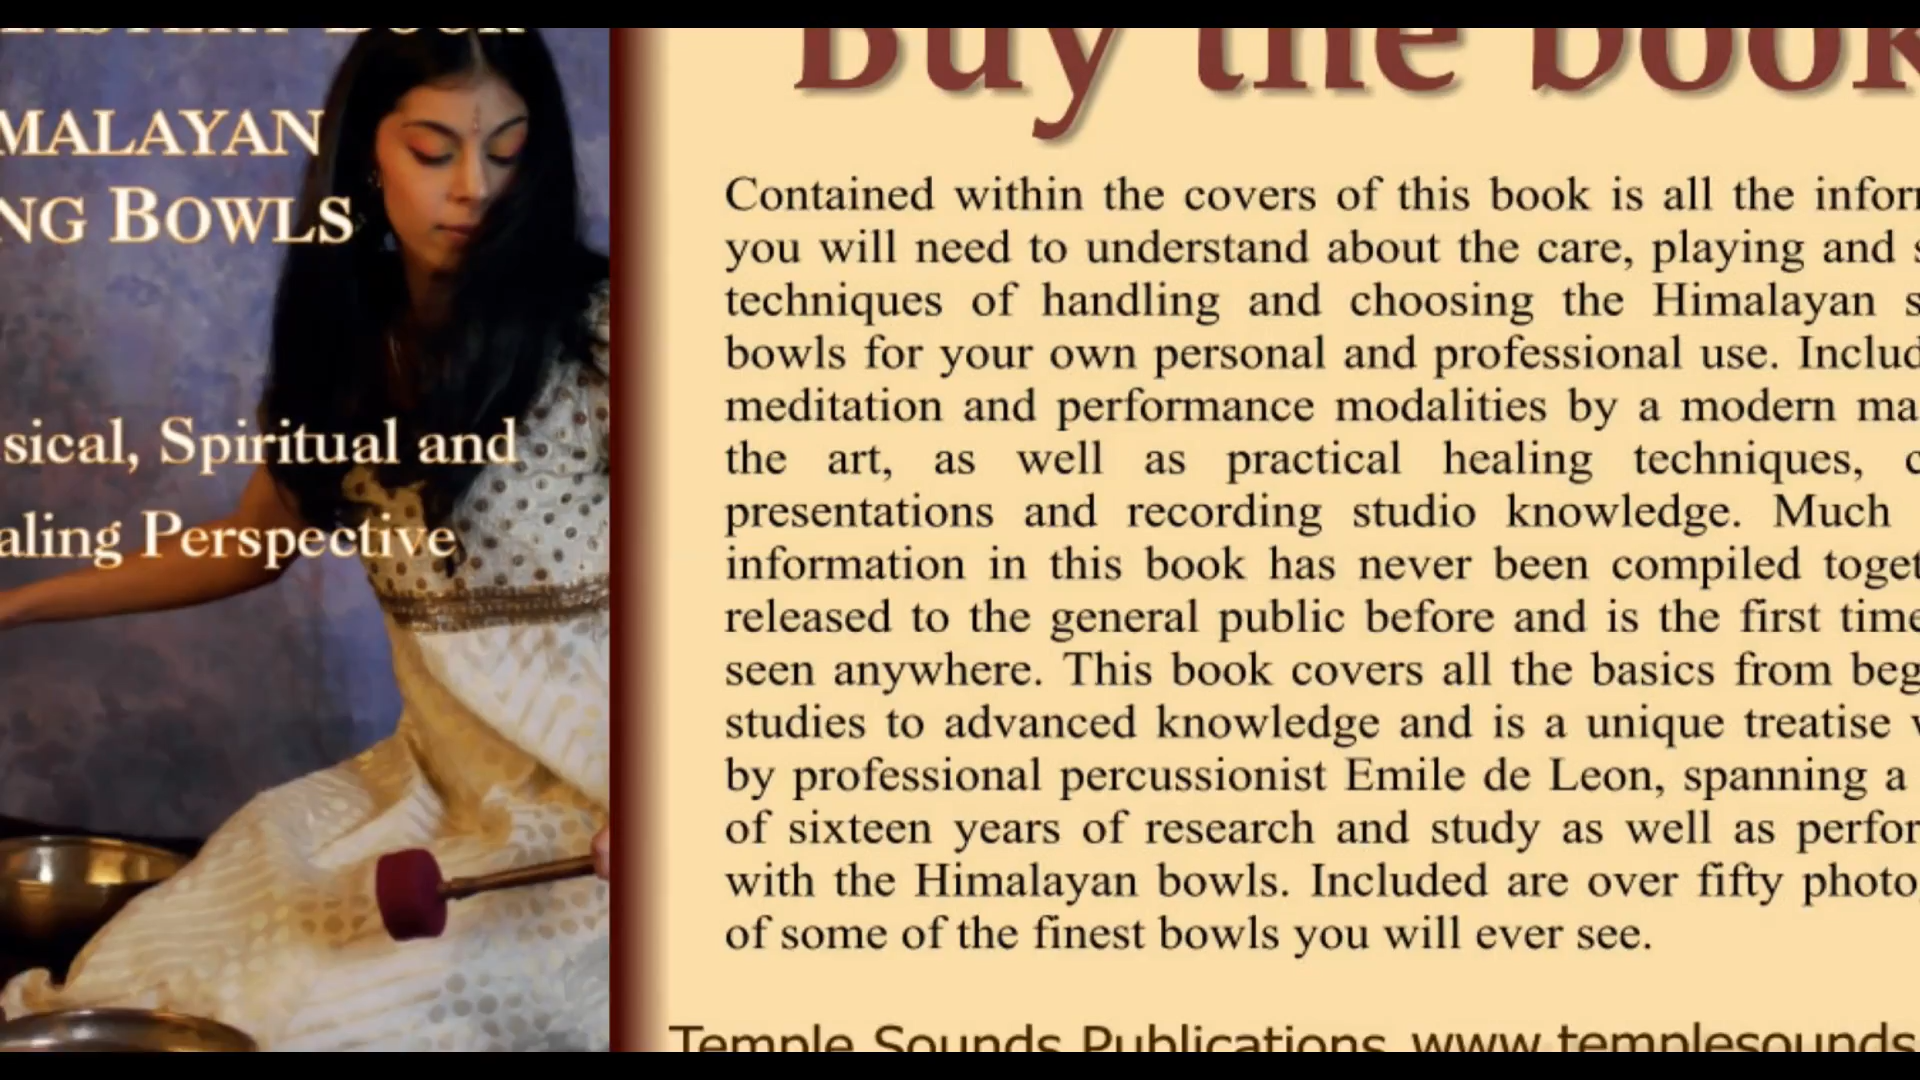 MALAYAN
NG BOWLS
sical, Spiritual and
aling Perspective
Buy the book
Contained within the covers of this book is all the infor
you will need to understand about the care, playing and s
techniques of handling and choosing the Himalayan s
bowls for your own personal and professional use. Includ
meditation and performance modalities by a modern ma
the art, as well as practical healing techniques, c
presentations and recording studio knowledge. Much
information in this book has never been compiled toget
released to the general public before and is the first time
seen anywhere. This book covers all the basics from beg
studies to advanced knowledge and is a unique treatise
by professional percussionist Emile de Leon, spanning a
of sixteen years of research and study as well as perfor
with the Himalayan bowls. Included are over fifty photo
of some of the finest bowls you will ever see.
Temple Sounds Publications www.templesounds